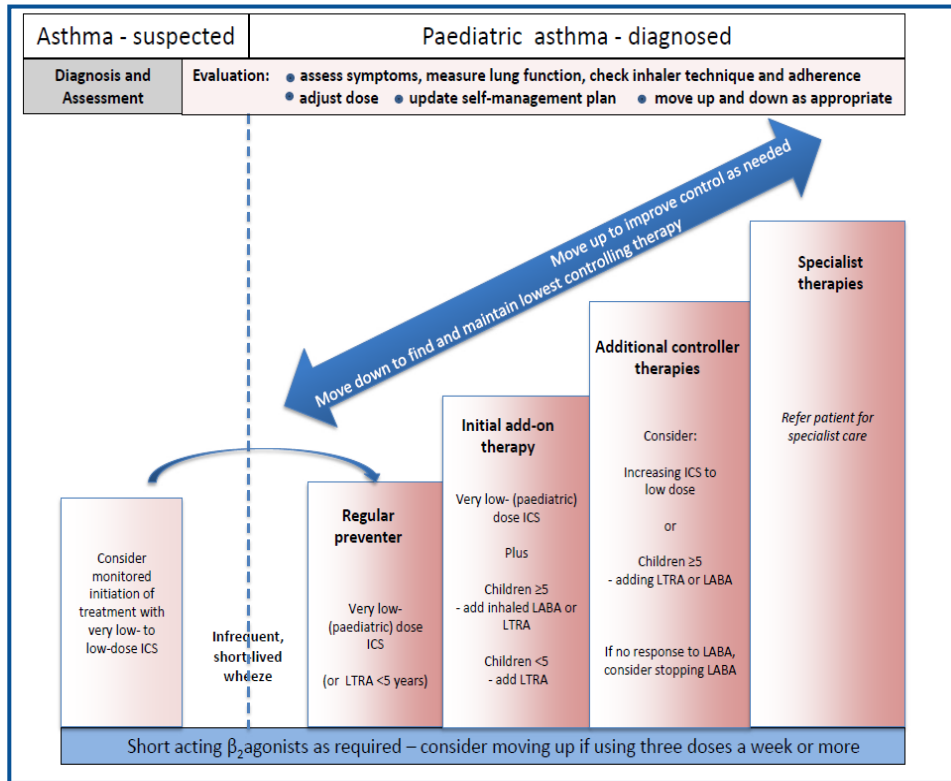 Asthma - suspected
Paediatric asthma - diagnosed
Diagnosis and
Assessment
Evaluation: • assess symptoms, measure lung function, check inhaler technique and adherence
• adjust dose • update self-management plan • move up and down as appropriate
Move up to improve control as needed
Move down to find and maintain lowest controlling therapy
Consider
monitored
initiation of
treatment with
very low- to
low-dose ICS
Infrequent,
short-lived
wheeze
Regular
preventer
Very low-
(paediatric) dose
ICS
(or LTRA <5 years)
Initial add-on
therapy
Very low- (paediatric)
dose ICS
Plus
Children ≥5
- add inhaled LABA or
LTRA
Children <5
- add LTRA
Additional controller
therapies
Consider:
Increasing ICS to
low dose
or
Children ≥5
- adding LTRA or LABA
If no response to LABA,
consider stopping LABA
Specialist
therapies
Refer patient for
specialist care
Short acting β₂agonists as required – consider moving up if using three doses a week or more